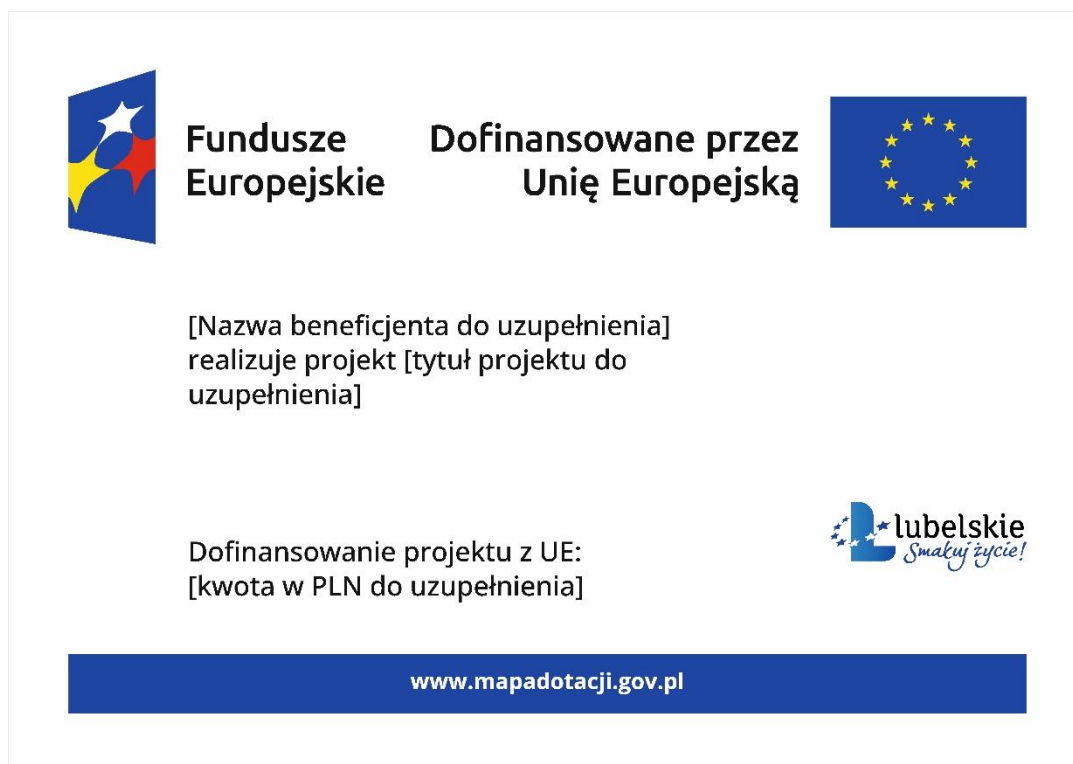 Fundusze
Europejskie
Dofinansowane przez
Unię Europejską
[Nazwa beneficjenta do uzupełnienia]
realizuje projekt [tytuł projektu do
uzupełnienia]
Dofinansowanie projektu z UE:
[kwota w PLN do uzupełnienia]
lubelskie
Smakuj życie!
www.mapadotacji.gov.pl